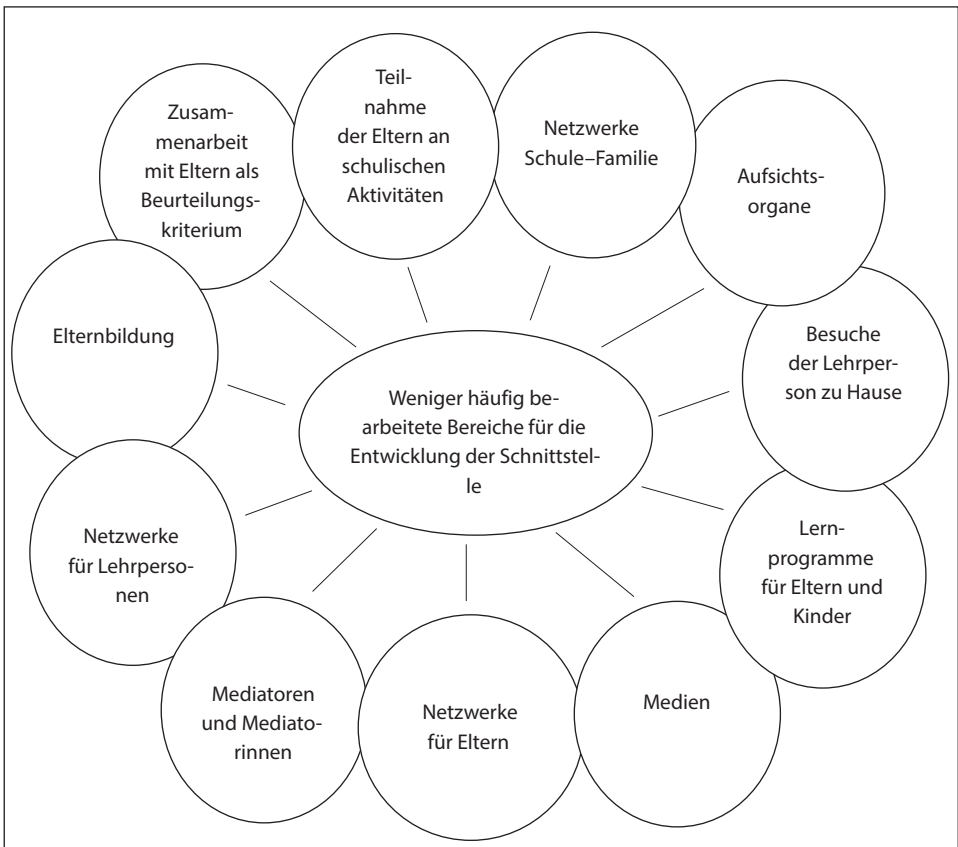 Teil-
nahme
der Eltern an
schulischen
Aktivitäten
Netzwerke
Schule–Familie
Aufsichts-
organe
Besuche
der Lehrper-
son zu Hause
Lern-
programme
für Eltern und
Kinder
Medien
Netzwerke
für Eltern
Mediatoren
und Mediato-
rinnen
Netzwerke
für Lehrperso-
nen
Elternbildung
Zusam-
menarbeit
mit Eltern als
Beurteilungs-
kriterium
Weniger häufig be-
arbeitete Bereiche für die
Entwicklung der Schnittstel-
le